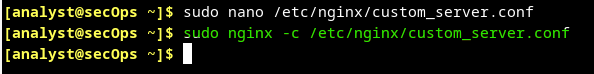 [analyst@secOps ~]$ sudo nano /etc/nginx/custom_server.conf
[analyst@secOps ~]$ sudo nginx -c /etc/nginx/custom_server.conf
[analyst@secOps ~]$